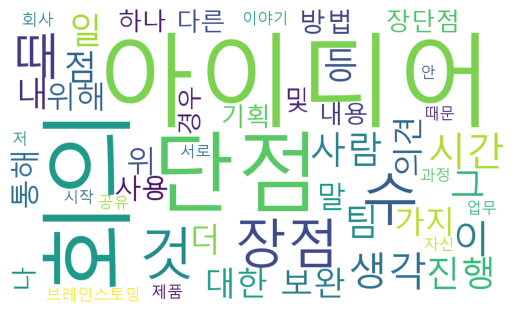 회사 하나 다른 이야기 방법 장단점
때 일 아이디어
내 점 위해 등 안
경우 기획 및 내용 때문
회의 단점 사람 의견 시간
저 통해 위 서로 수 과정 그
시작 공유 사용 말 업무
것 더 장점 팀 가지 이
나 대한 보완 생각 자신 진행
브레인스토밍 제품